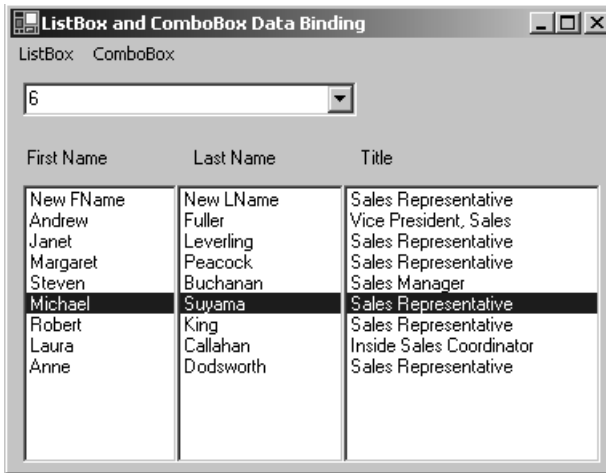 ListBox and ComboBox Data Binding
ListBox ComboBox
6
First Name Last Name Title
New FName New LName Sales Representative
Andrew Fuller Vice President, Sales
Janet Leverling Sales Representative
Margaret Peacock Sales Representative
Steven Buchanan Sales Manager
Michael Suyama Sales Representative
Robert King Sales Representative
Laura Callahan Inside Sales Coordinator
Anne Dodsworth Sales Representative